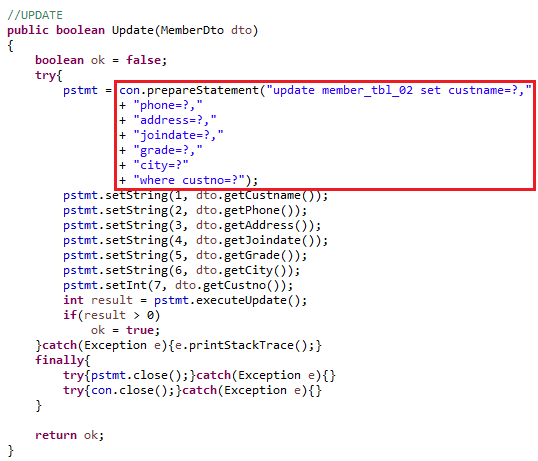 //UPDATE
public boolean Update(MemberDto dto)
{
boolean ok = false;
try{
pstmt = con.prepareStatement("update member_tbl_02 set custname=?,"
+ "phone=?,"
+ "address=?,"
+ "joindate=?,"
+ "grade=?,"
+ "city=?"
+ "where custno=?");
pstmt.setString(1, dto.getCustname());
pstmt.setString(2, dto.getPhone());
pstmt.setString(3, dto.getAddress());
pstmt.setString(4, dto.getJoindate());
pstmt.setString(5, dto.getGrade());
pstmt.setString(6, dto.getCity());
pstmt.setInt(7, dto.getCustno());
int result = pstmt.executeUpdate();
if(result > 0)
ok = true;
}catch(Exception e){e.printStackTrace();}
finally{
try{pstmt.close();}catch(Exception e){}
try{con.close();}catch(Exception e){}
}
return ok;
}